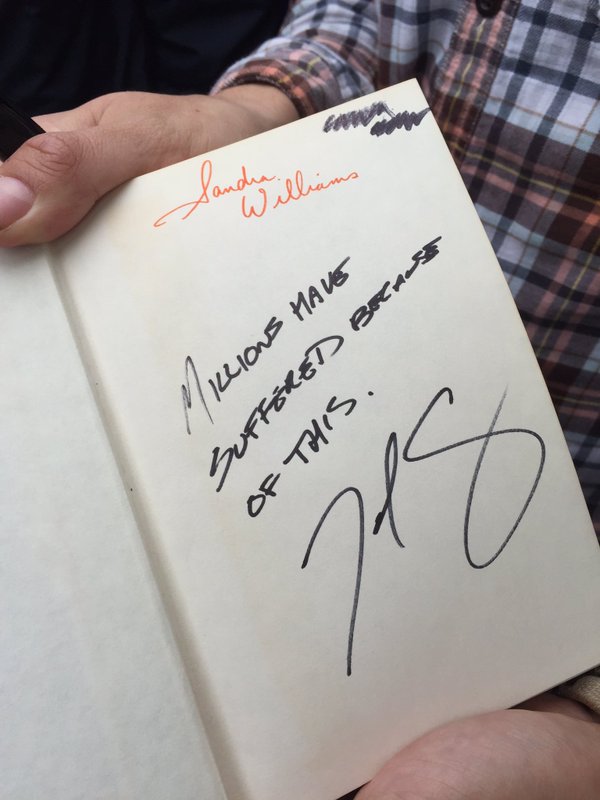 Sandra
Williams
MILLIONS HAVE
SUFFERED BECAUSE
OF THIS.